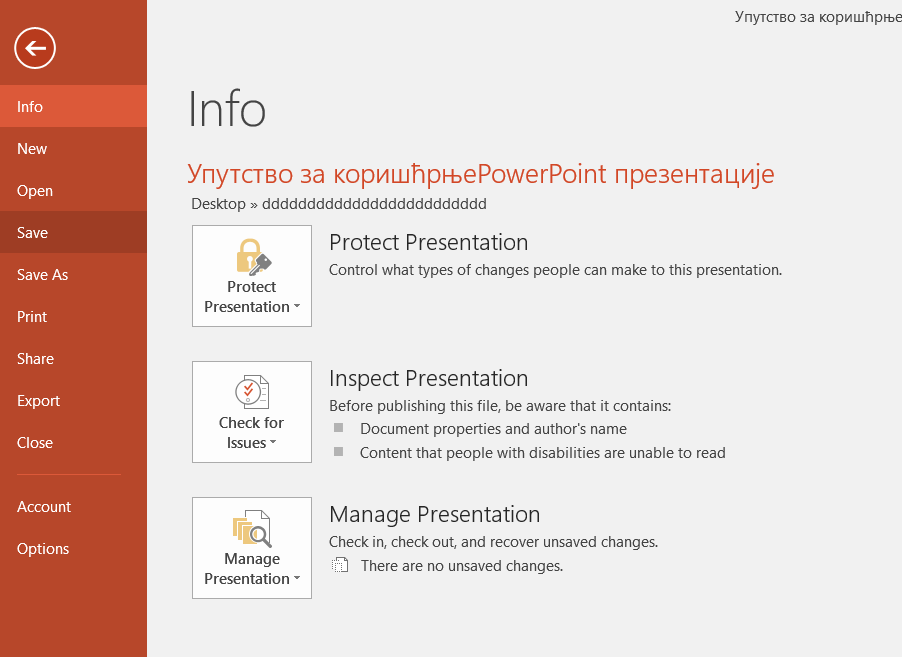 Упутство за коришћрње
Info
New
Open
Save
Save As
Print
Share
Export
Close
Account
Options
Info
Упутство за коришћрњеPowerPoint презентације
Desktop » ddddddddddddddddddddddddd
Protect
Presentation
Protect Presentation
Control what types of changes people can make to this presentation.
Check for
Issues
Inspect Presentation
Before publishing this file, be aware that it contains:
Document properties and author's name
Content that people with disabilities are unable to read
Manage
Presentation
Manage Presentation
Check in, check out, and recover unsaved changes.
There are no unsaved changes.